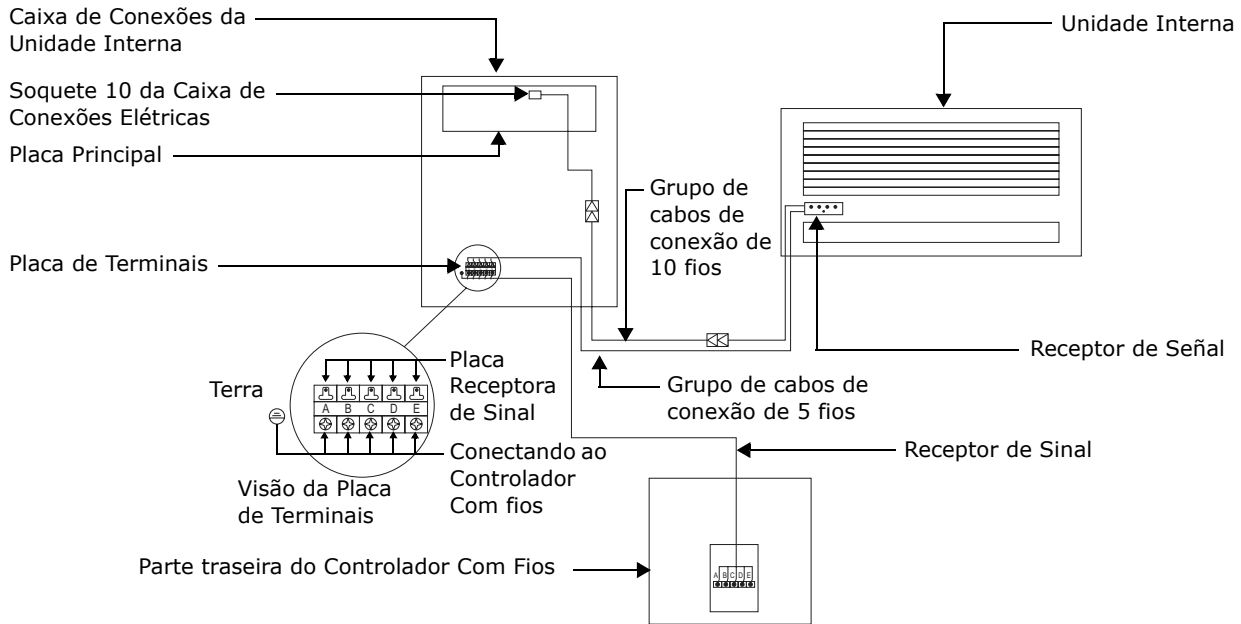 Caixa de Conexões da
Unidade Interna
Unidade Interna
Soquete 10 da Caixa de
Conexões Elétricas
Placa Principal
Grupo de
cabos de
conexão de
10 fios
Placa de Terminais
Receptor de Señal
Placa
Receptora
de Sinal
Terra
A B C D E
Grupo de cabos de
conexão de 5 fios
Conectando ao
Controlador
Com fios
Receptor de Sinal
Visão da Placa
de Terminais
Parte traseira do Controlador Com Fios
A B C D E